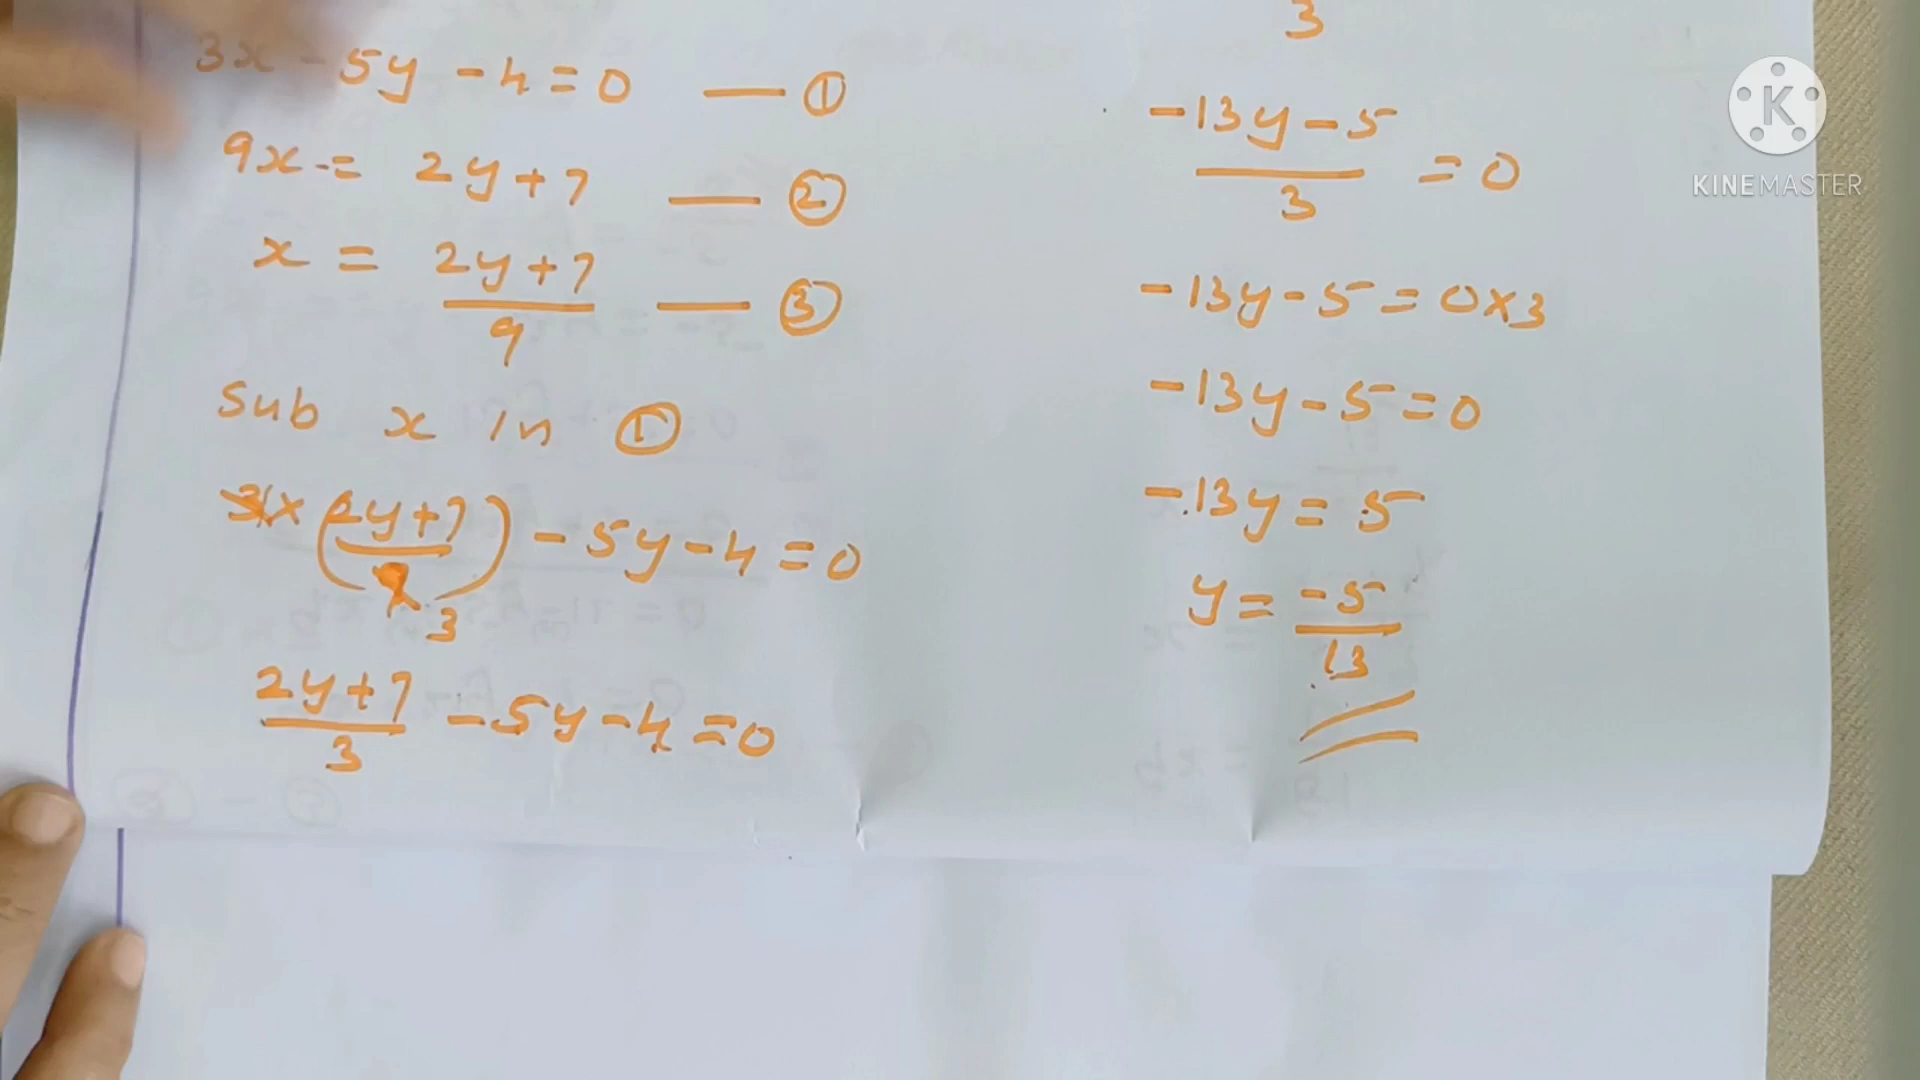 3x - 5y - 4 = 0 — ①
9x = 2y + 7 — ②
x = 2y + 7 — ③
9
Sub x in ①
3 x (2y + 7) - 5y - 4 = 0
9 3
2y + 7 - 5y - 4 = 0
3
3
-13y - 5 = 0
3
-13y - 5 = 0 x 3
-13y - 5 = 0
-13y = 5
y = -5
13
K
KINEMASTER